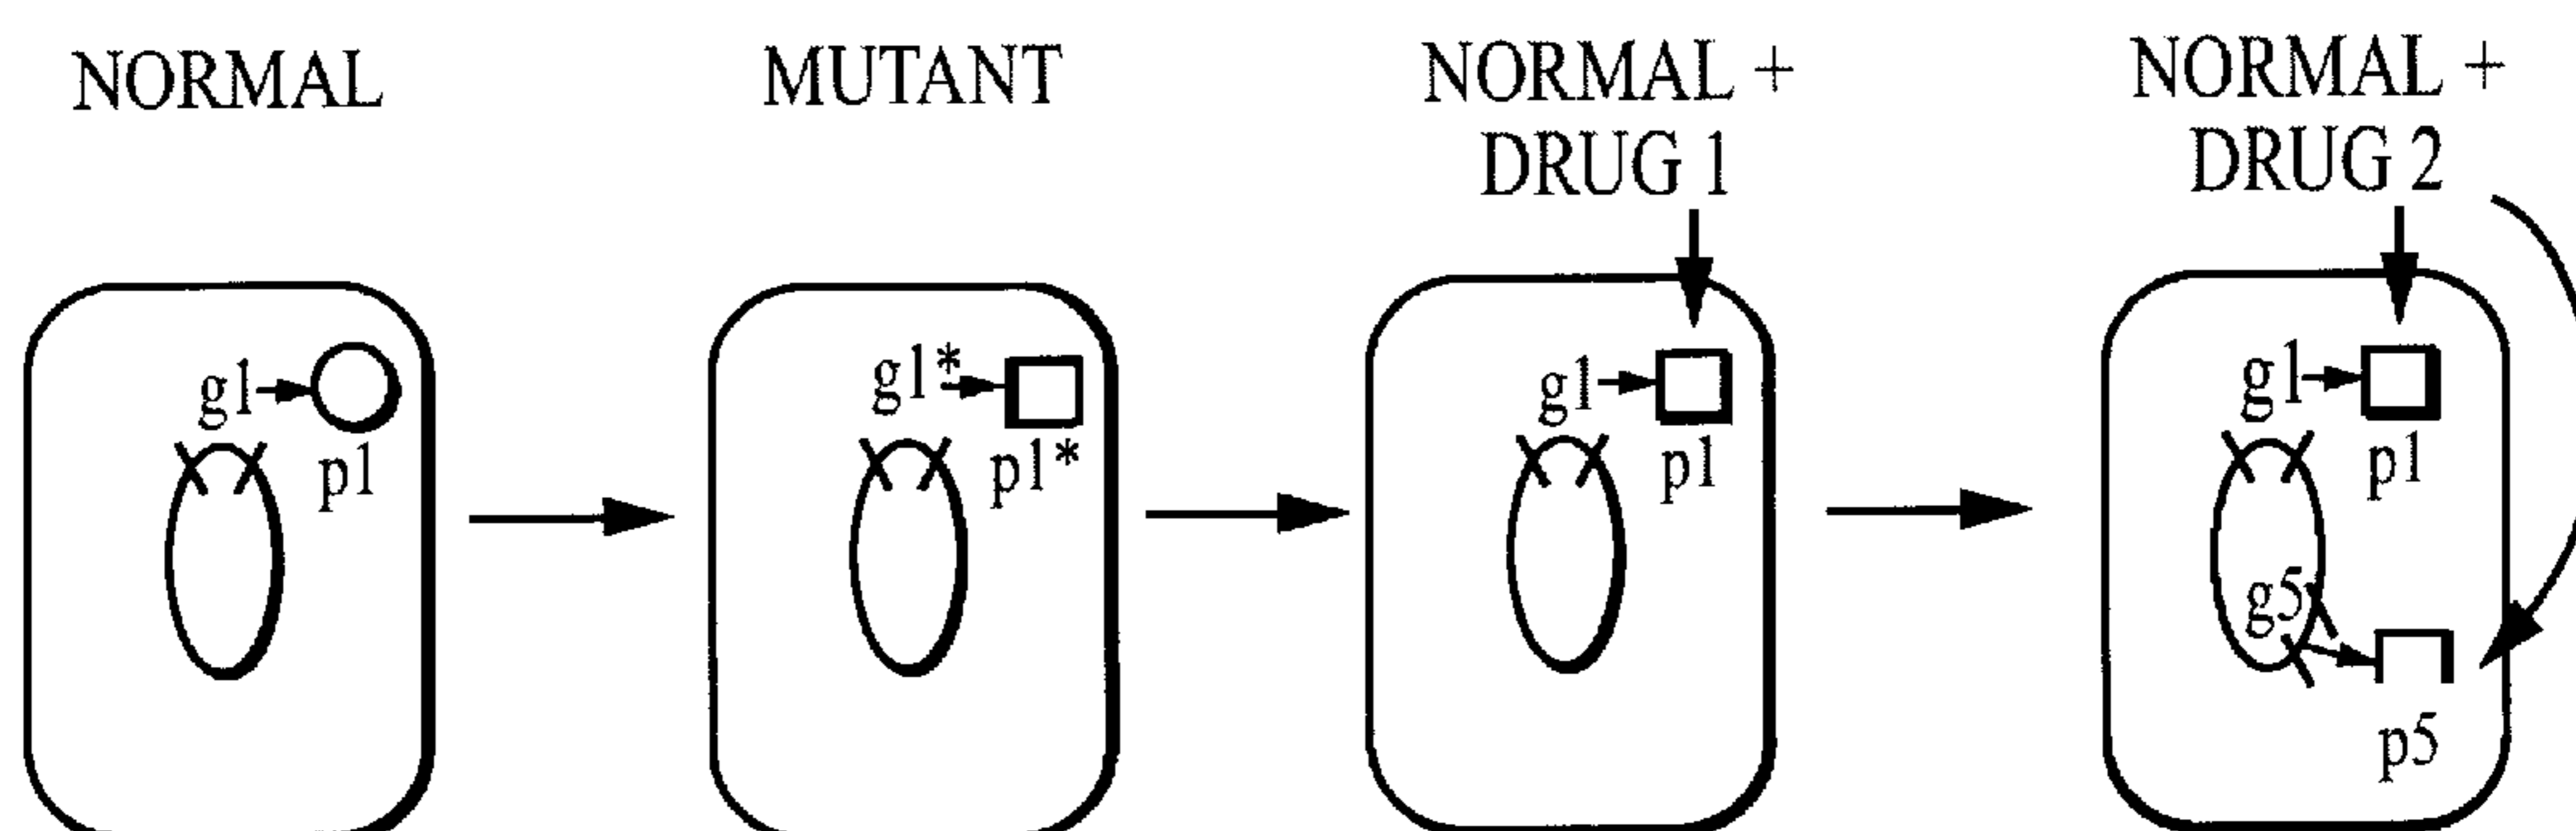 NORMAL
MUTANT
NORMAL +
DRUG 1
NORMAL +
DRUG 2
g1
p1
g1*
p1*
g1
p1
g1
p1
g5
p5